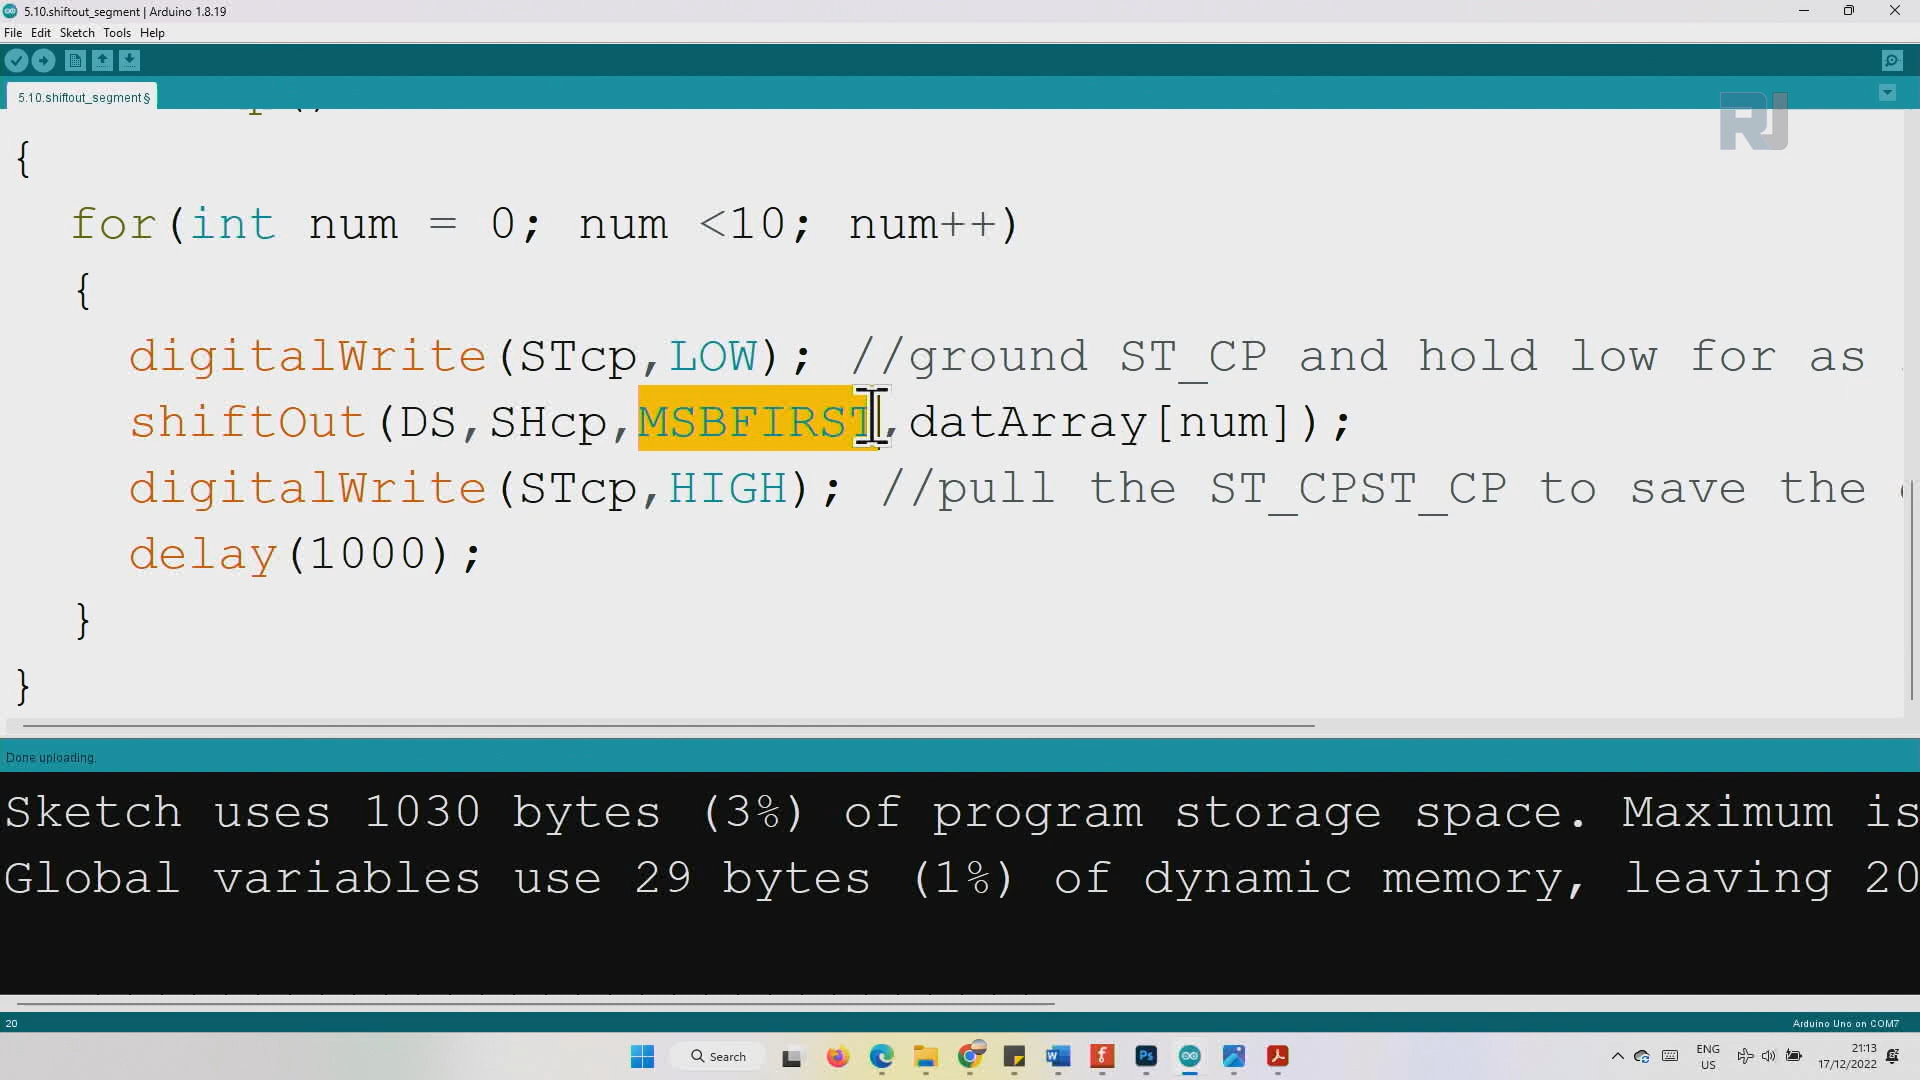 5.10.shiftout_segment | Arduino 1.8.19
File Edit Sketch Tools Help
5.10.shiftout_segment §
RJ
{
for(int num = 0; num <10; num++)
{
digitalWrite(STcp,LOW); //ground ST_CP and hold low for as
shiftOut(DS,SHcp,MSBFIRST,datArray[num]);
digitalWrite(STcp,HIGH); //pull the ST_CPST_CP to save the
delay(1000);
}
}
Done uploading.
Sketch uses 1030 bytes (3%) of program storage space. Maximum is
Global variables use 29 bytes (1%) of dynamic memory, leaving 20
20
Arduino Uno on COM7
Search
ENG
US
21:13
17/12/2022